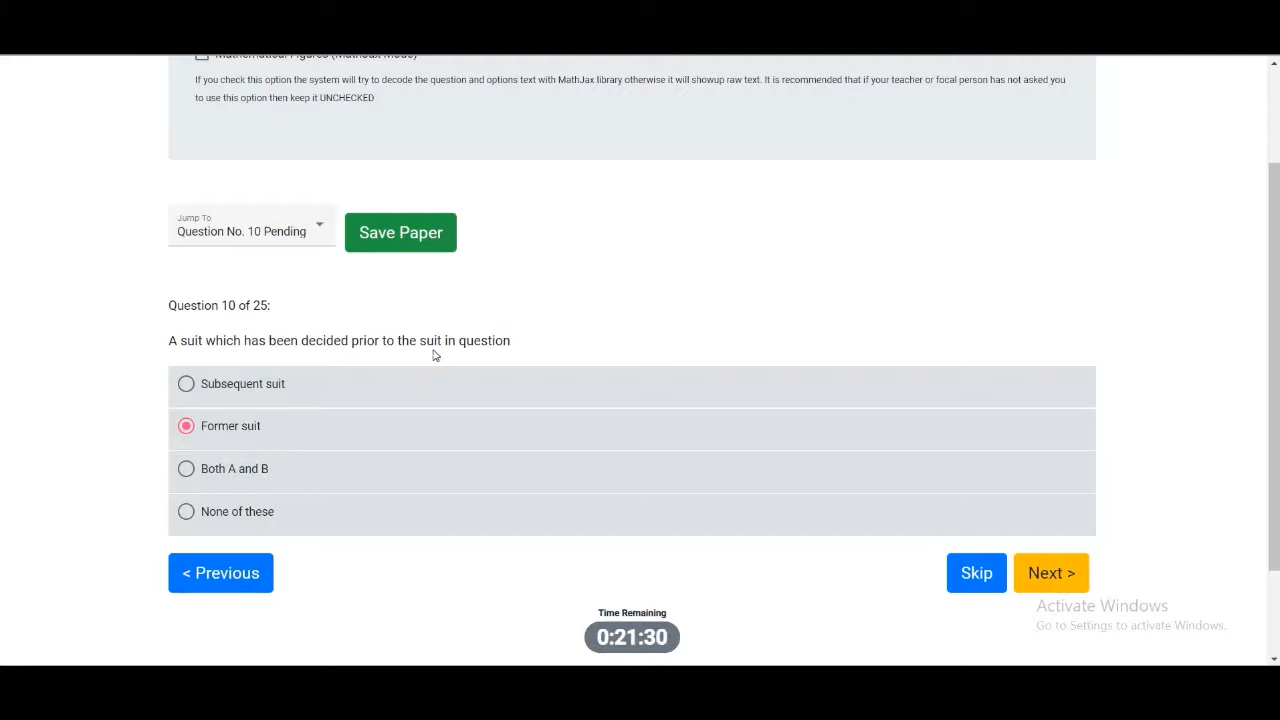 Mathematical Figures (MathJax Mode)
If you check this option the system will try to decode the question and options text with MathJax library otherwise it will showup raw text. It is recommended that if your teacher or focal person has not asked you
to use this option then keep it UNCHECKED
Jump To
Question No. 10 Pending
Save Paper
Question 10 of 25:
A suit which has been decided prior to the suit in question
Subsequent suit
Former suit
Both A and B
None of these
< Previous
Skip
Next >
Time Remaining
0:21:30
Activate Windows
Go to Settings to activate Windows.